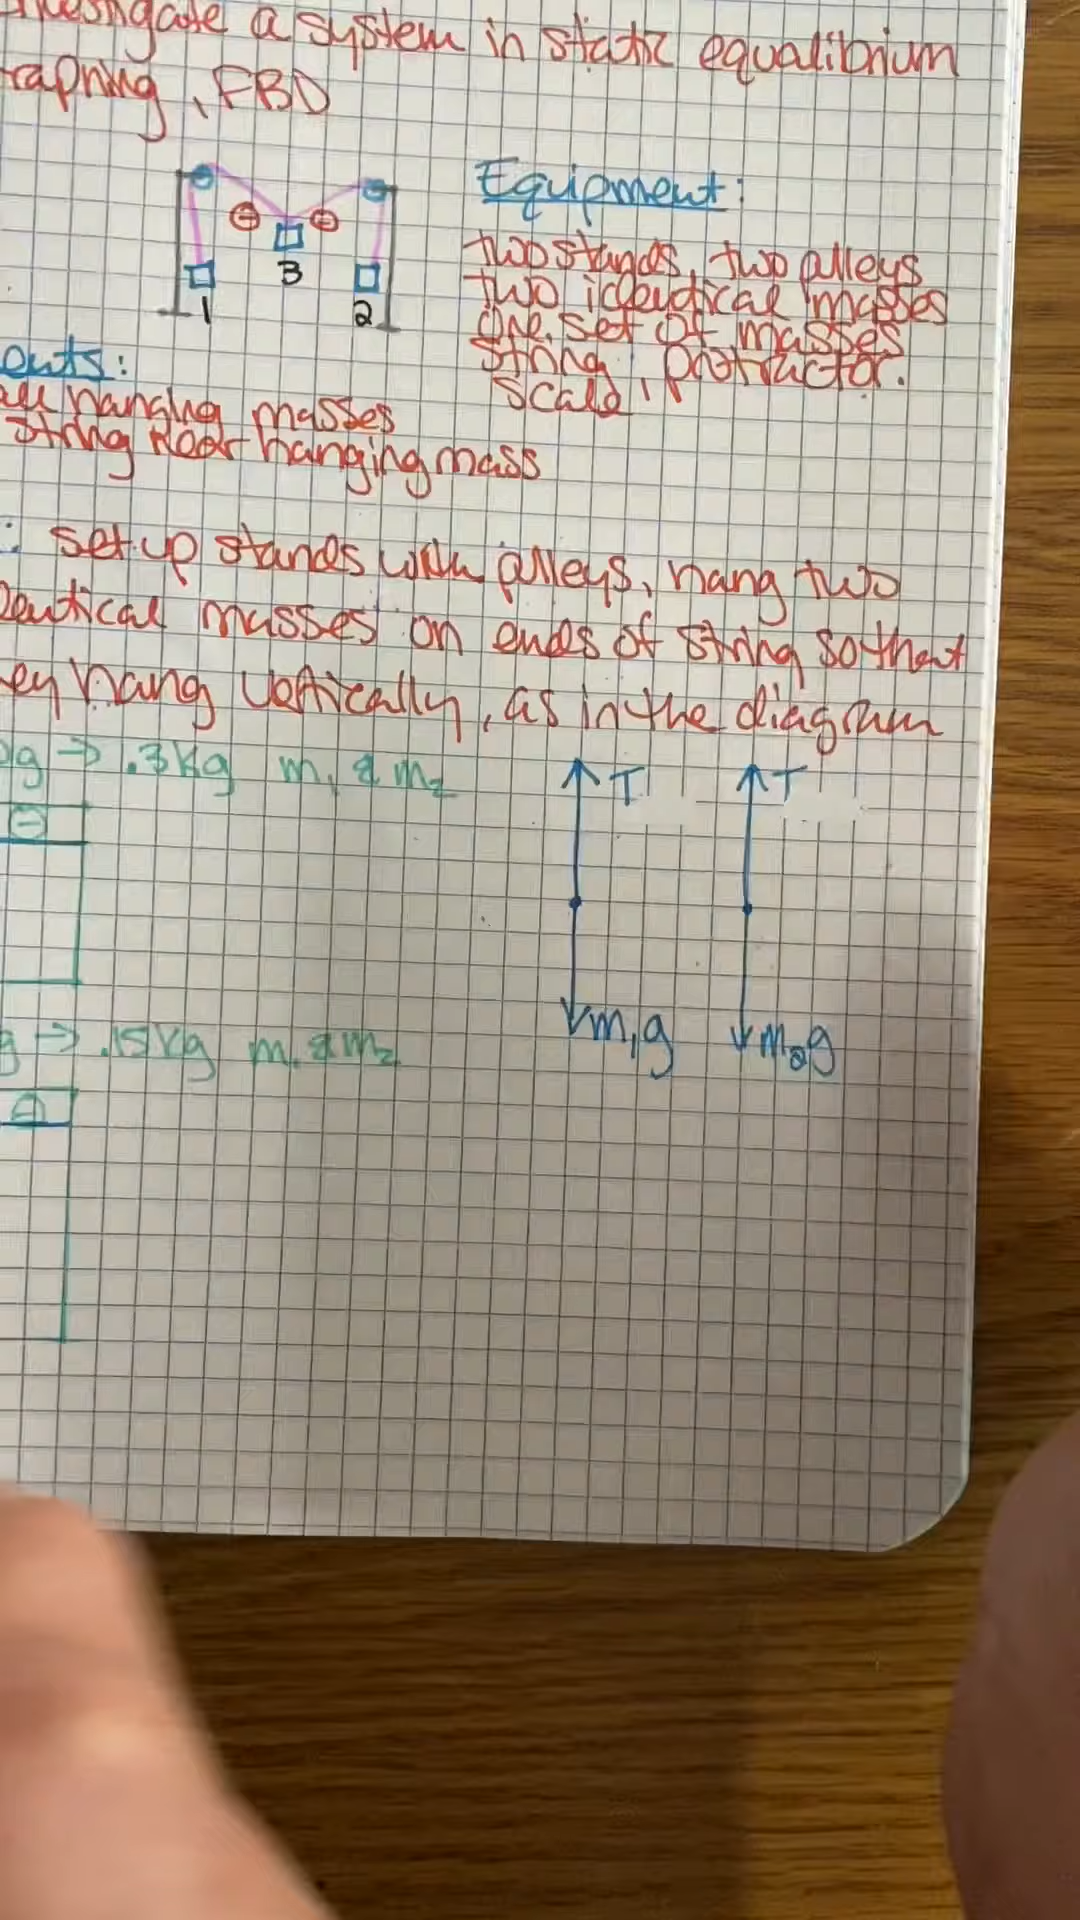 a system in static equalibrium
, FBD
Equipment:
two stands, two pulleys
two identical masses
one set of masses
string, protractor.
scale
θ θ
3
1 2
hanging masses
string near hanging mass
: set up stands with pulleys, hang two
masses on ends of string so that
hang vertically, as in the diagram
g → .3kg m₁ & m₂
T T
θ
m₁g m₂g
g → .15kg m₁ & m₂
θ